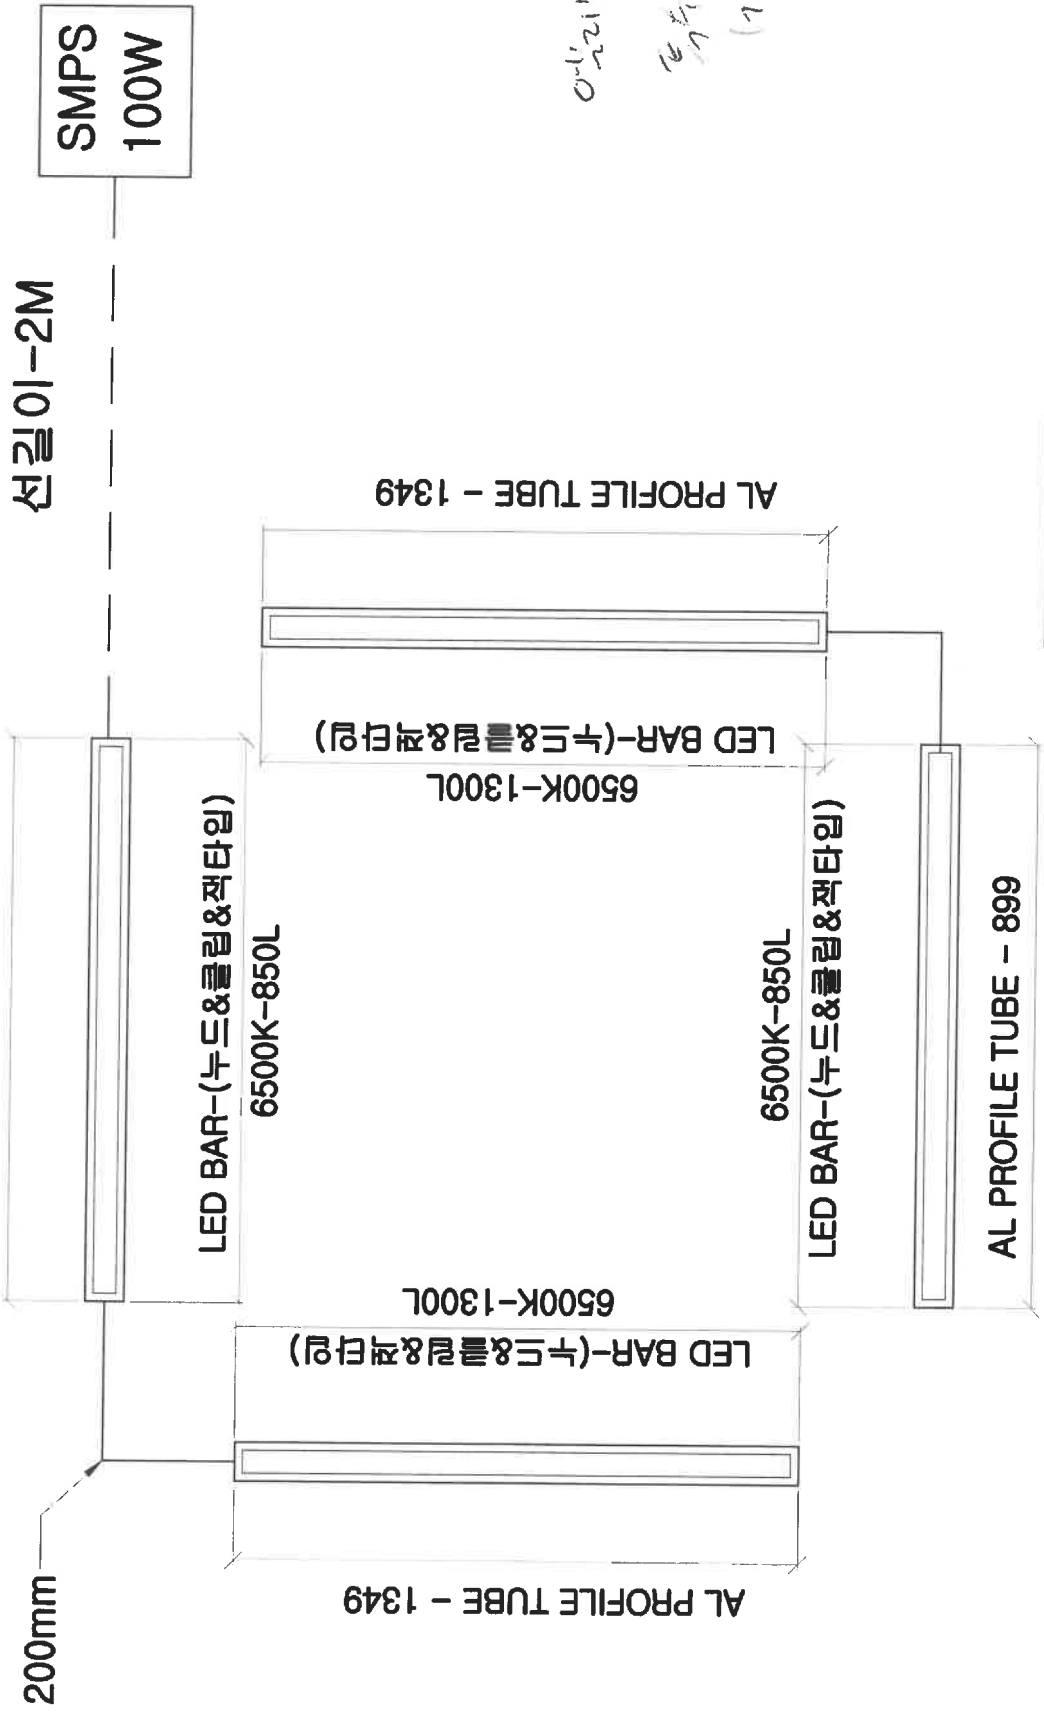 SMPS
100W
선길이-2M
AL PROFILE TUBE - 1349
LED BAR-(누드&클립&잭타입)
6500K-1300L
LED BAR-(누드&클립&잭타입)
6500K-850L
6500K-850L
LED BAR-(누드&클립&잭타입)
AL PROFILE TUBE - 899
6500K-1300L
LED BAR-(누드&클립&잭타입)
AL PROFILE TUBE - 1349
200mm